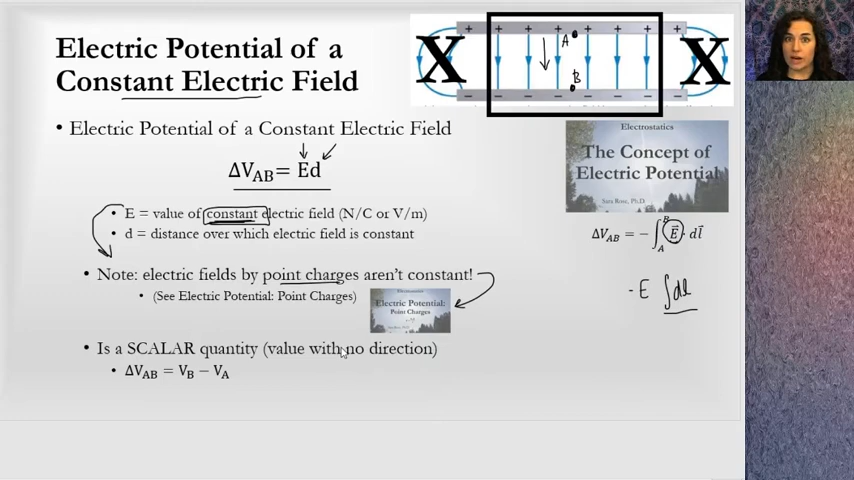 Electric Potential of a
Constant Electric Field
+ + + + + + + +
X X
A
B
− − − − − − − −
• Electric Potential of a Constant Electric Field
ΔV_AB = Ed
• E = value of constant electric field (N/C or V/m)
• d = distance over which electric field is constant
• Note: electric fields by point charges aren't constant!
• (See Electric Potential: Point Charges)
Electrostatics
Electric Potential:
Point Charges
• Is a SCALAR quantity (value with no direction)
• ΔV_AB = V_B − V_A
Electrostatics
The Concept of
Electric Potential
Sara Rose, Ph.D.
ΔV_AB = −∫_A^B E⃗ · dl⃗
- E ∫dl